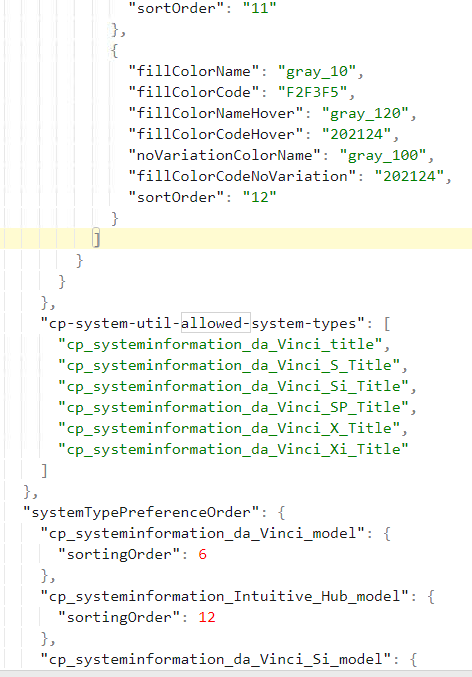 "sortOrder": "11"
},
{
"fillColorName": "gray_10",
"fillColorCode": "F2F3F5",
"fillColorNameHover": "gray_120",
"fillColorCodeHover": "202124",
"noVariationColorName": "gray_100",
"fillColorCodeNoVariation": "202124",
"sortOrder": "12"
}
]
}
}
},
"cp-system-util-allowed-system-types": [
"cp_systeminformation_da_Vinci_title",
"cp_systeminformation_da_Vinci_S_Title",
"cp_systeminformation_da_Vinci_Si_Title",
"cp_systeminformation_da_Vinci_SP_Title",
"cp_systeminformation_da_Vinci_X_Title",
"cp_systeminformation_da_Vinci_Xi_Title"
]
},
"systemTypePreferenceOrder": {
"cp_systeminformation_da_Vinci_model": {
"sortingOrder": 6
},
"cp_systeminformation_Intuitive_Hub_model": {
"sortingOrder": 12
},
"cp_systeminformation_da_Vinci_Si_model": {